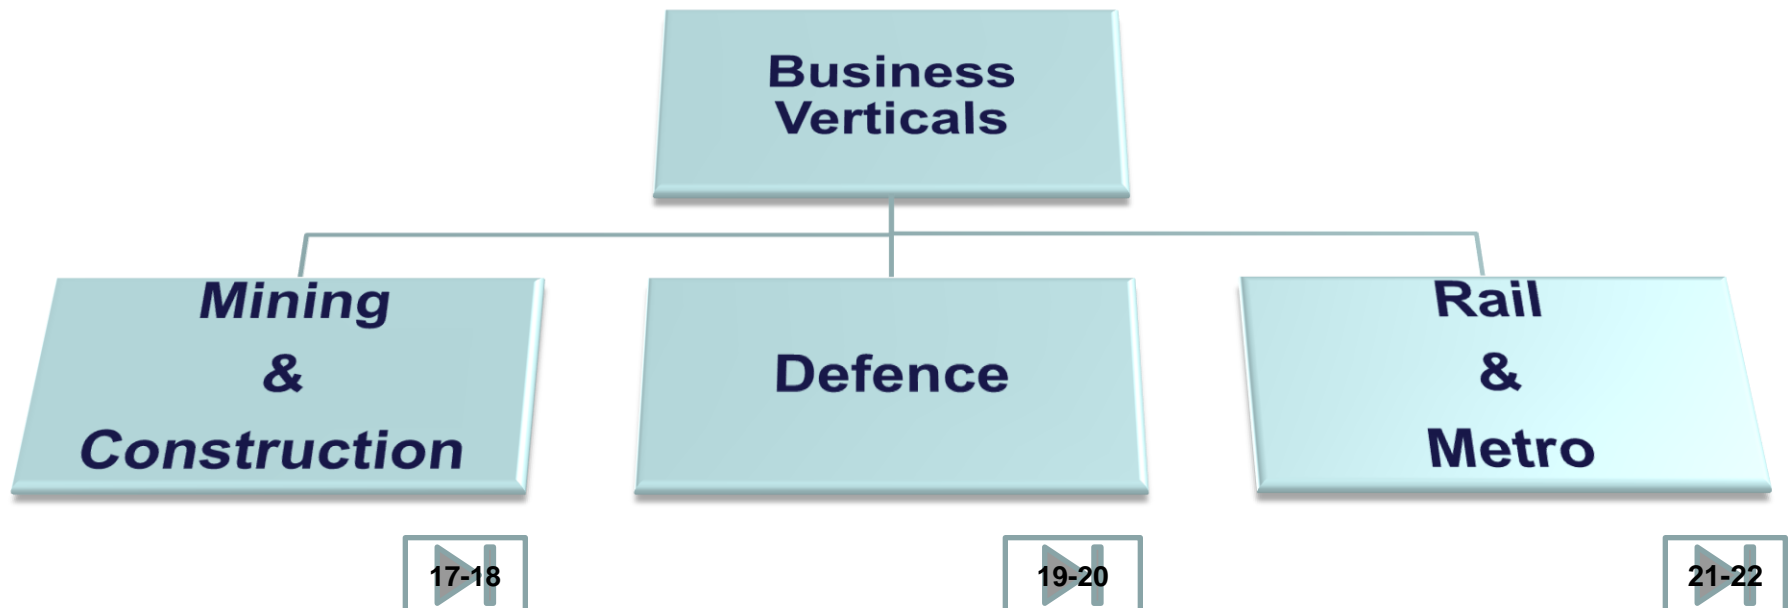 Business
Verticals
Mining
&
Construction
Defence
Rail
&
Metro
17-18
19-20
21-22